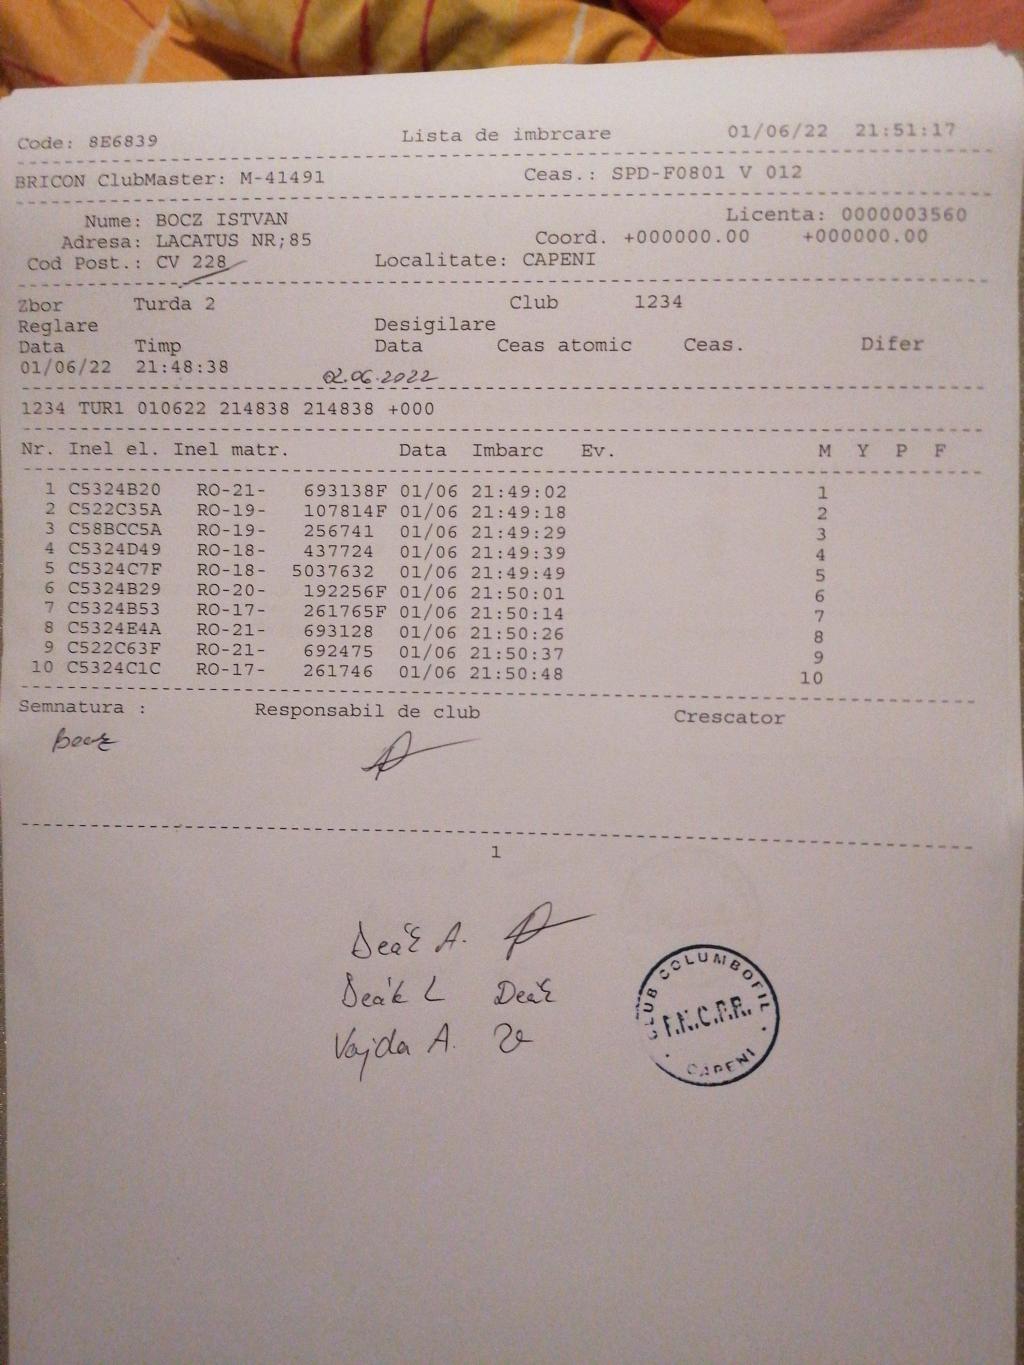 Code: 8E6839 Lista de imbrcare 01/06/22 21:51:17
BRICON ClubMaster: M-41491 Ceas.: SPD-F0801 V 012
Nume: BOCZ ISTVAN Licenta: 0000003560
Adresa: LACATUS NR;85 Coord. +000000.00 +000000.00
Cod Post.: CV 228 Localitate: CAPENI
Zbor Turda 2 Club 1234
Reglare Desigilare
Data Timp Data Ceas atomic Ceas. Difer
01/06/22 21:48:38
02.06.2022
1234 TUR1 010622 214838 214838 +000
Nr. Inel el. Inel matr. Data Imbarc Ev. M Y P F
1 C5324B20 RO-21- 693138F 01/06 21:49:02 1
2 C522C35A RO-19- 107814F 01/06 21:49:18 2
3 C58BCC5A RO-19- 256741 01/06 21:49:29 3
4 C5324D49 RO-18- 437724 01/06 21:49:39 4
5 C5324C7F RO-18- 5037632 01/06 21:49:49 5
6 C5324B29 RO-20- 192256F 01/06 21:50:01 6
7 C5324B53 RO-17- 261765F 01/06 21:50:14 7
8 C5324E4A RO-21- 693128 01/06 21:50:26 8
9 C522C63F RO-21- 692475 01/06 21:50:37 9
10 C5324C1C RO-17- 261746 01/06 21:50:48 10
Semnatura : Responsabil de club Crescator
Bocz
1
Deák A.
Deák L Deák
Vajda A.
CLUB COLUMBOFIL
F.N.C.P.R.
CAPENI